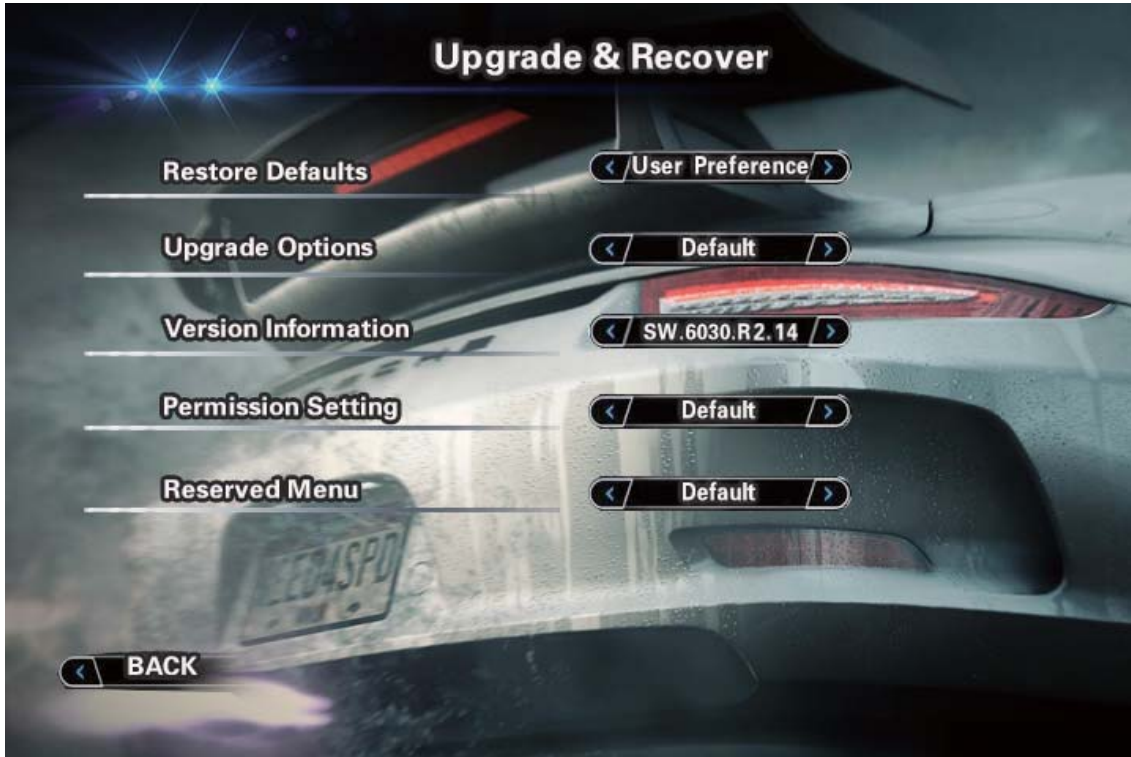 Upgrade & Recover
Restore Defaults
User Preference
Upgrade Options
Default
Version Information
SW.6030.R2.14
Permission Setting
Default
Reserved Menu
Default
BACK